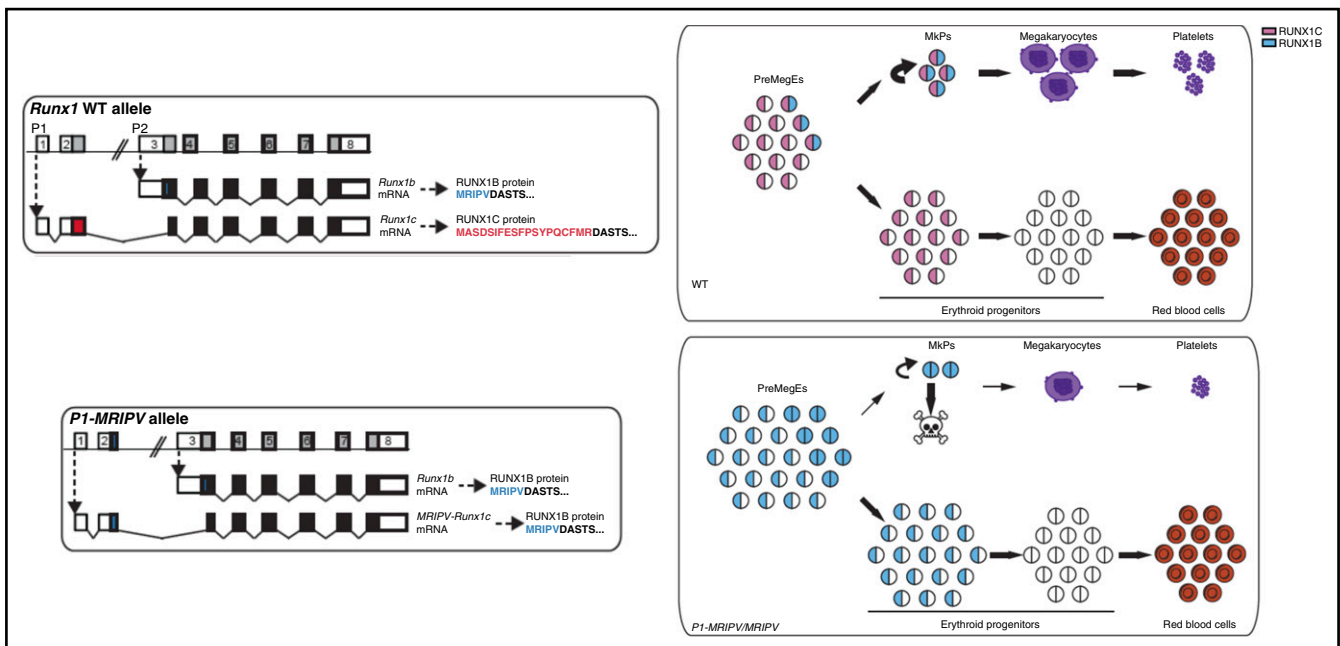 Runx1 WT allele
P1
P2
1
2
3
4
5
6
7
8
Runx1b
mRNA
RUNX1B protein
MRIPVDASTS...
Runx1c
mRNA
RUNX1C protein
MASDSIFESFPSYPQCFMRDASTS...
MkPs
Megakaryocytes
Platelets
PreMegEs
WT
Erythroid progenitors
Red blood cells
RUNX1C
RUNX1B
P1-MRIPV allele
1
2
3
4
5
6
7
8
Runx1b
mRNA
RUNX1B protein
MRIPVDASTS...
MRIPV-Runx1c
mRNA
RUNX1B protein
MRIPVDASTS...
MkPs
Megakaryocytes
Platelets
PreMegEs
P1-MRIPV/MRIPV
Erythroid progenitors
Red blood cells